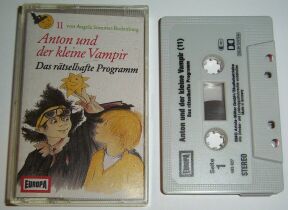 11 von Angela Sommer-Bodenburg
Anton und
der kleine Vampir
Das rätselhafte Programm
EUROPA
Anton und der kleine Vampir (11)
Das rätselhafte Programm
Seite
1
STEREO
EUROPA